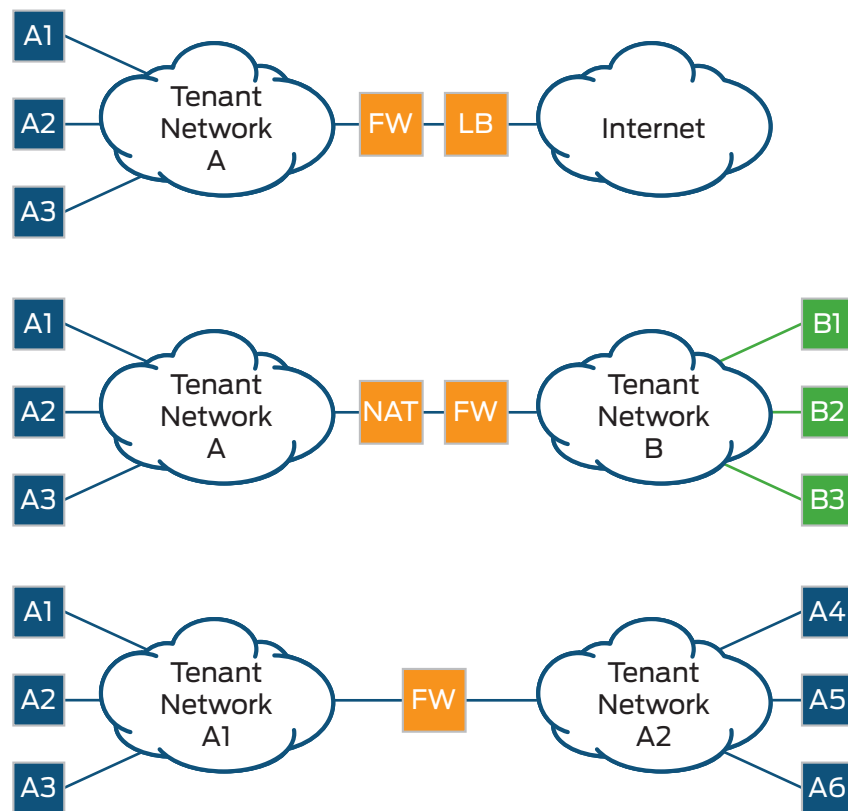 A1
A2
A3
Tenant
Network
A
FW
LB
Internet
A1
A2
A3
Tenant
Network
A
NAT
FW
Tenant
Network
B
B1
B2
B3
A1
A2
A3
Tenant
Network
A1
FW
Tenant
Network
A2
A4
A5
A6